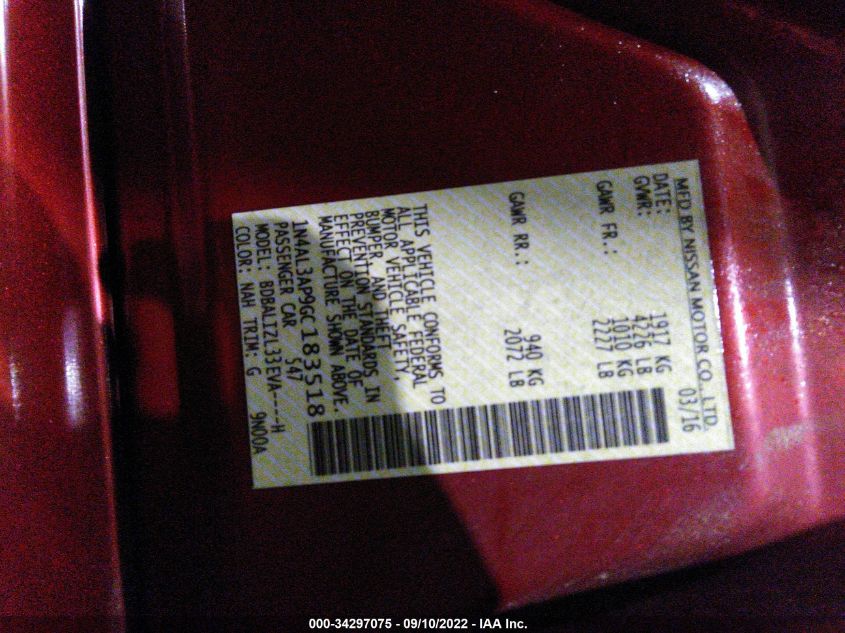 MFD BY NISSAN MOTOR CO., LTD.
DATE: 03/16
GVWR: 1917 KG
4226 LB
GAWR FR.: 1010 KG
2227 LB
GAWR RR.: 940 KG
2072 LB
THIS VEHICLE CONFORMS TO
ALL APPLICABLE FEDERAL
MOTOR VEHICLE SAFETY,
BUMPER, AND THEFT
PREVENTION STANDARDS IN
EFFECT ON THE DATE OF
MANUFACTURE SHOWN ABOVE.
1N4AL3AP9GC183518
PASSENGER CAR 547
MODEL: BDBALIZL33EVA----H
COLOR: NAH TRIM: G 9N00A
000-34297075 - 09/10/2022 - IAA Inc.